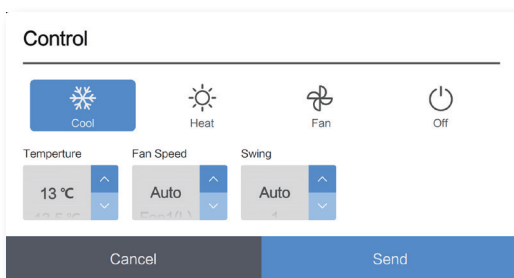 Control
Cool Heat Fan Off
Temperture Fan Speed Swing
13 ℃ Auto Auto
Cancel Send